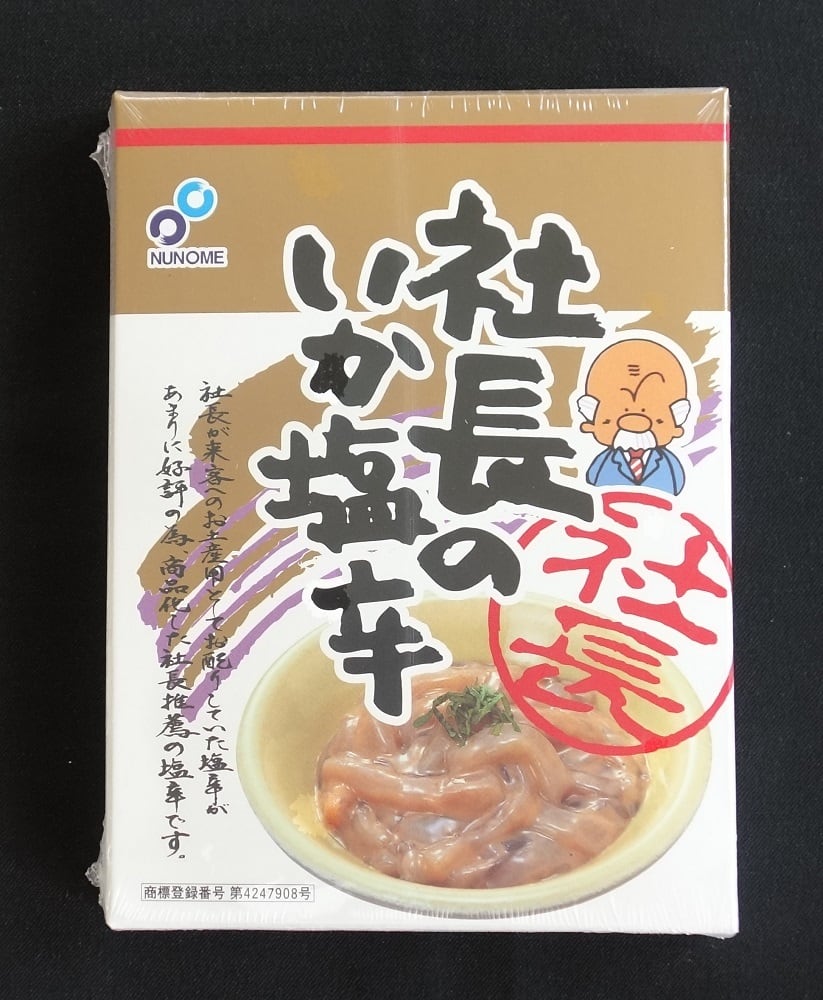 NUNOME
社長の
いか塩辛
社長
社長が来客へのお土産用としてお配りしていた塩辛が
あまりに好評の為、商品化した社長推薦の塩辛です。
商標登録番号 第4247908号